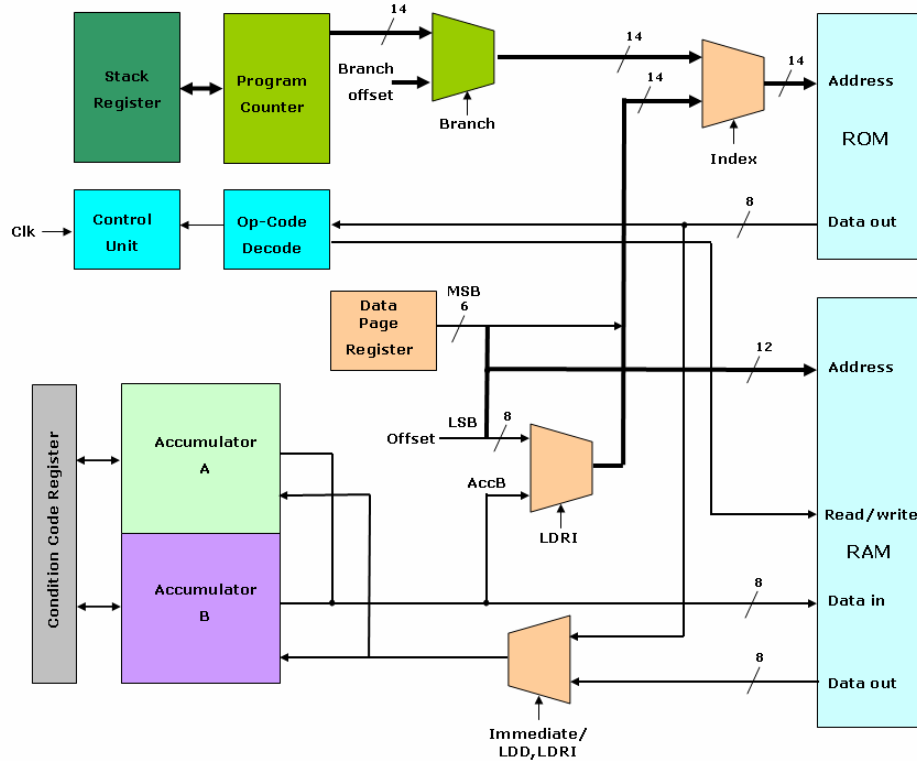 14
14
14
14
Stack
Register
Program
Counter
Branch
offset
Branch
Index
Address
ROM
Data out
8
Clk
Control
Unit
Op-Code
Decode
MSB
6
Data
Page
Register
12
Address
LSB
8
Offset
AccB
LDRI
Condition Code Register
Accumulator
A
Accumulator
B
Read/write
RAM
8
Data in
8
Data out
Immediate/
LDD,LDRI